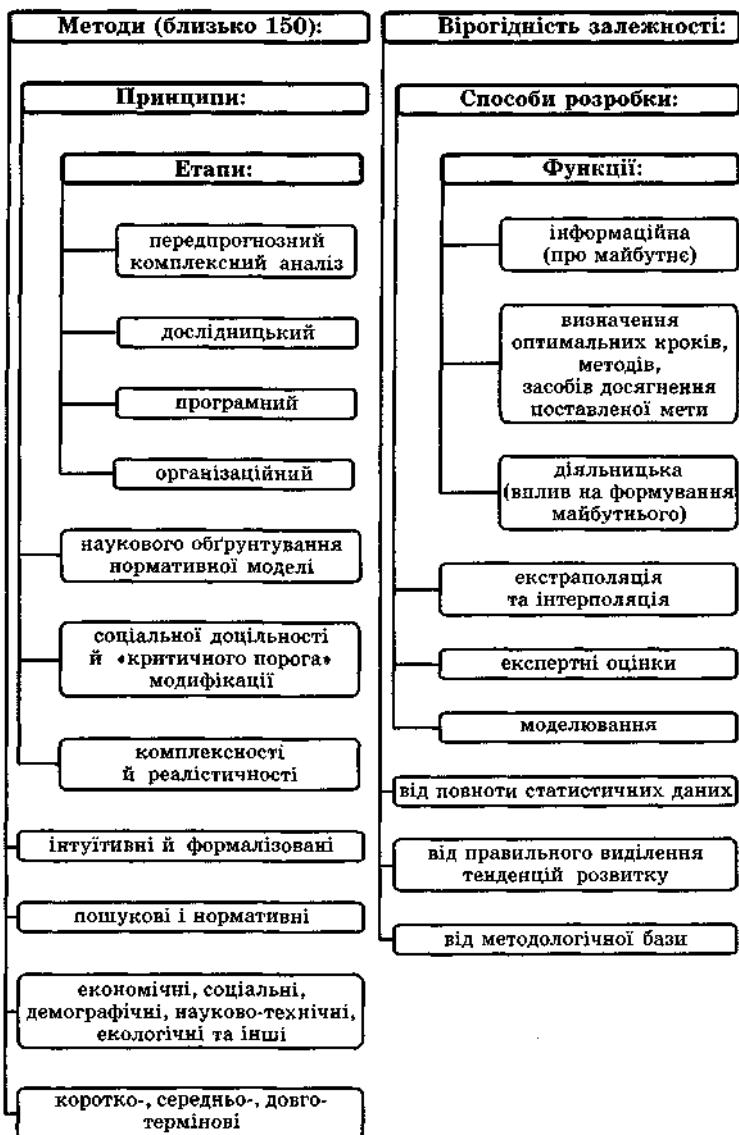 Методи (близько 150):
Принципи:
Етапи:
передпрогнозний
комплексний аналіз
дослідницький
програмний
організаційний
наукового обґрунтування
нормативної моделі
соціальної доцільності
й «критичного порога»
модифікації
комплексності
й реалістичності
інтуїтивні й формалізовані
пошукові і нормативні
економічні, соціальні,
демографічні, науково-технічні,
екологічні та інші
коротко-, середньо-, довго-
термінові
Вірогідність залежності:
Способи розробки:
Функції:
інформаційна
(про майбутнє)
визначення
оптимальних кроків,
методів,
засобів досягнення
поставленої мети
діяльницька
(вплив на формування
майбутнього)
екстраполяція
та інтерполяція
експертні оцінки
моделювання
від повноти статистичних даних
від правильного виділення
тенденцій розвитку
від методологічної бази